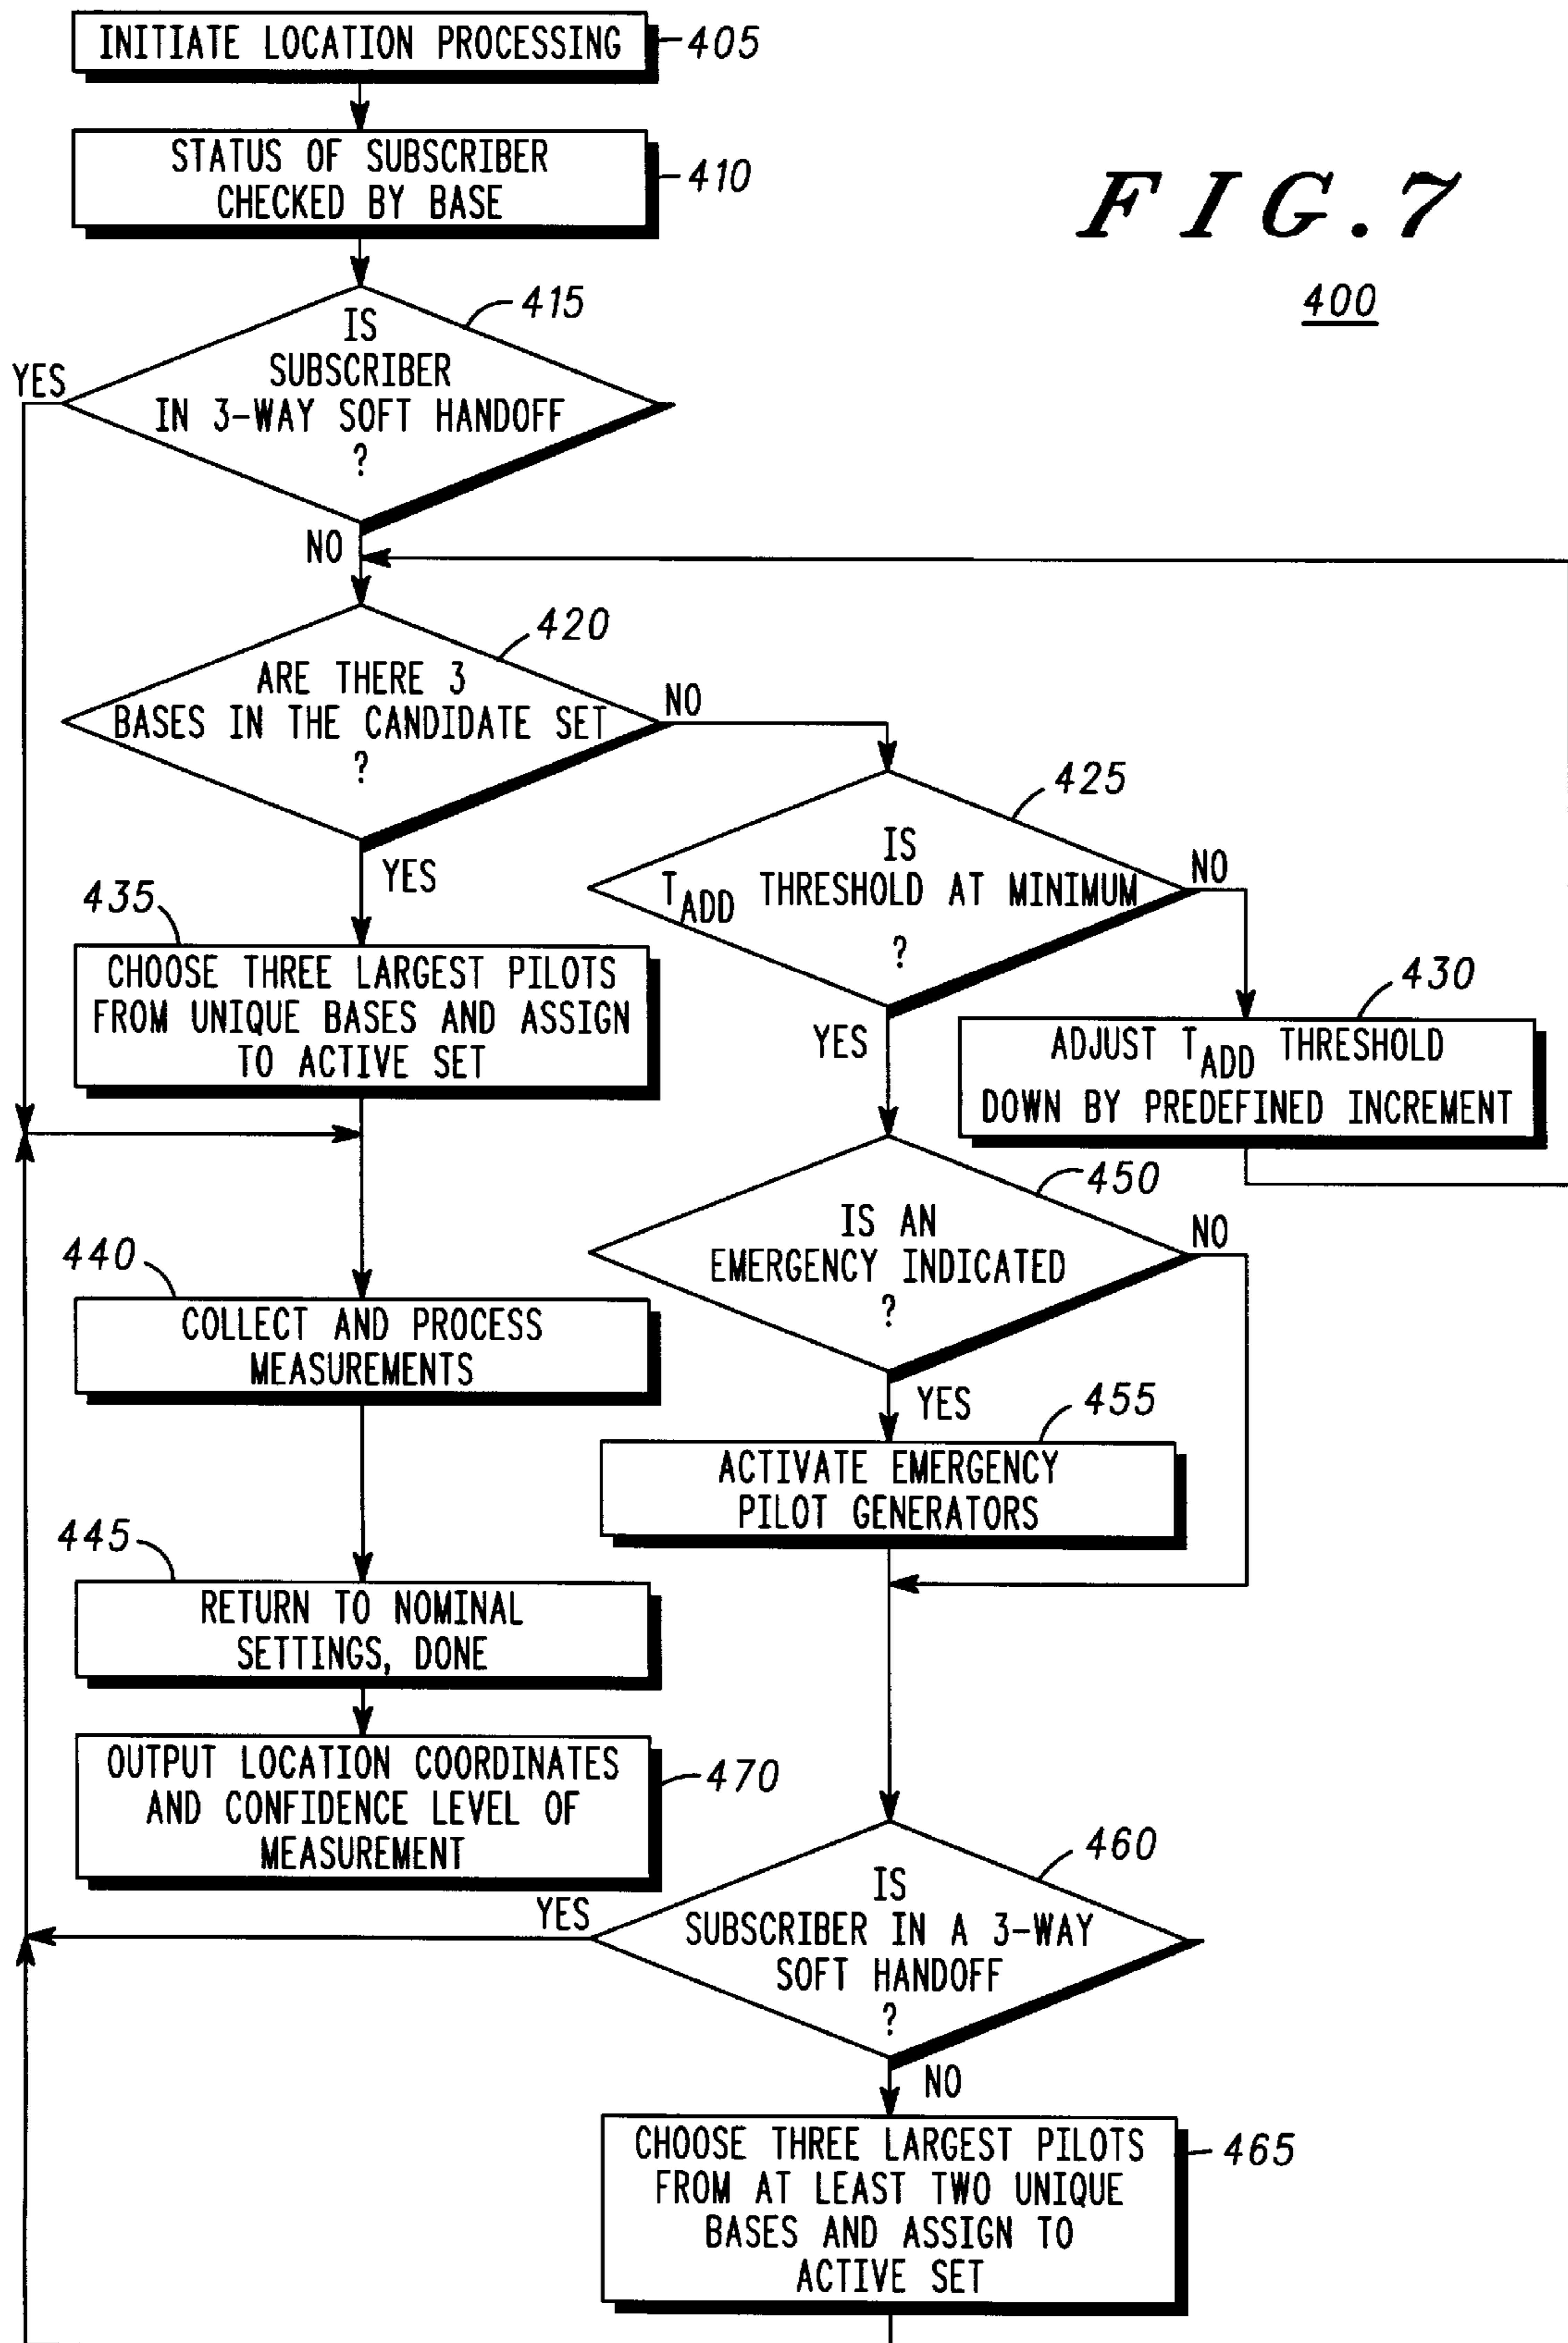 INITIATE LOCATION PROCESSING
405
STATUS OF SUBSCRIBER
CHECKED BY BASE
410
FIG.7
400
415
IS
SUBSCRIBER
IN 3-WAY SOFT HANDOFF
?
YES
NO
420
ARE THERE 3
BASES IN THE CANDIDATE SET
?
NO
YES
425
IS
TADD THRESHOLD AT MINIMUM
?
NO
YES
435
CHOOSE THREE LARGEST PILOTS
FROM UNIQUE BASES AND ASSIGN
TO ACTIVE SET
430
ADJUST TADD THRESHOLD
DOWN BY PREDEFINED INCREMENT
450
IS AN
EMERGENCY INDICATED
?
NO
YES
440
COLLECT AND PROCESS
MEASUREMENTS
455
ACTIVATE EMERGENCY
PILOT GENERATORS
445
RETURN TO NOMINAL
SETTINGS, DONE
OUTPUT LOCATION COORDINATES
AND CONFIDENCE LEVEL OF
MEASUREMENT
470
460
IS
SUBSCRIBER IN A 3-WAY
SOFT HANDOFF
?
YES
NO
CHOOSE THREE LARGEST PILOTS
FROM AT LEAST TWO UNIQUE
BASES AND ASSIGN TO
ACTIVE SET
465